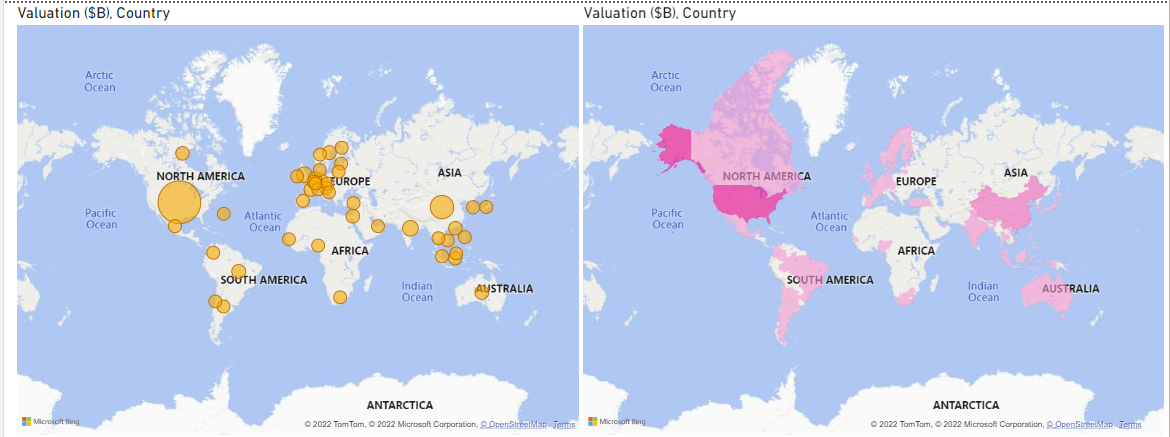 Valuation ($B), Country
Arctic
Ocean
NORTH AMERICA
EUROPE
ASIA
Pacific
Ocean
Atlantic
Ocean
AFRICA
SOUTH AMERICA
Indian
Ocean
AUSTRALIA
ANTARCTICA
Microsoft Bing
© 2022 TomTom, © 2022 Microsoft Corporation, © OpenStreetMap Terms
Valuation ($B), Country
Arctic
Ocean
NORTH AMERICA
EUROPE
ASIA
Pacific
Ocean
Atlantic
Ocean
AFRICA
SOUTH AMERICA
Indian
Ocean
AUSTRALIA
ANTARCTICA
Microsoft Bing
© 2022 TomTom, © 2022 Microsoft Corporation, © OpenStreetMap Terms